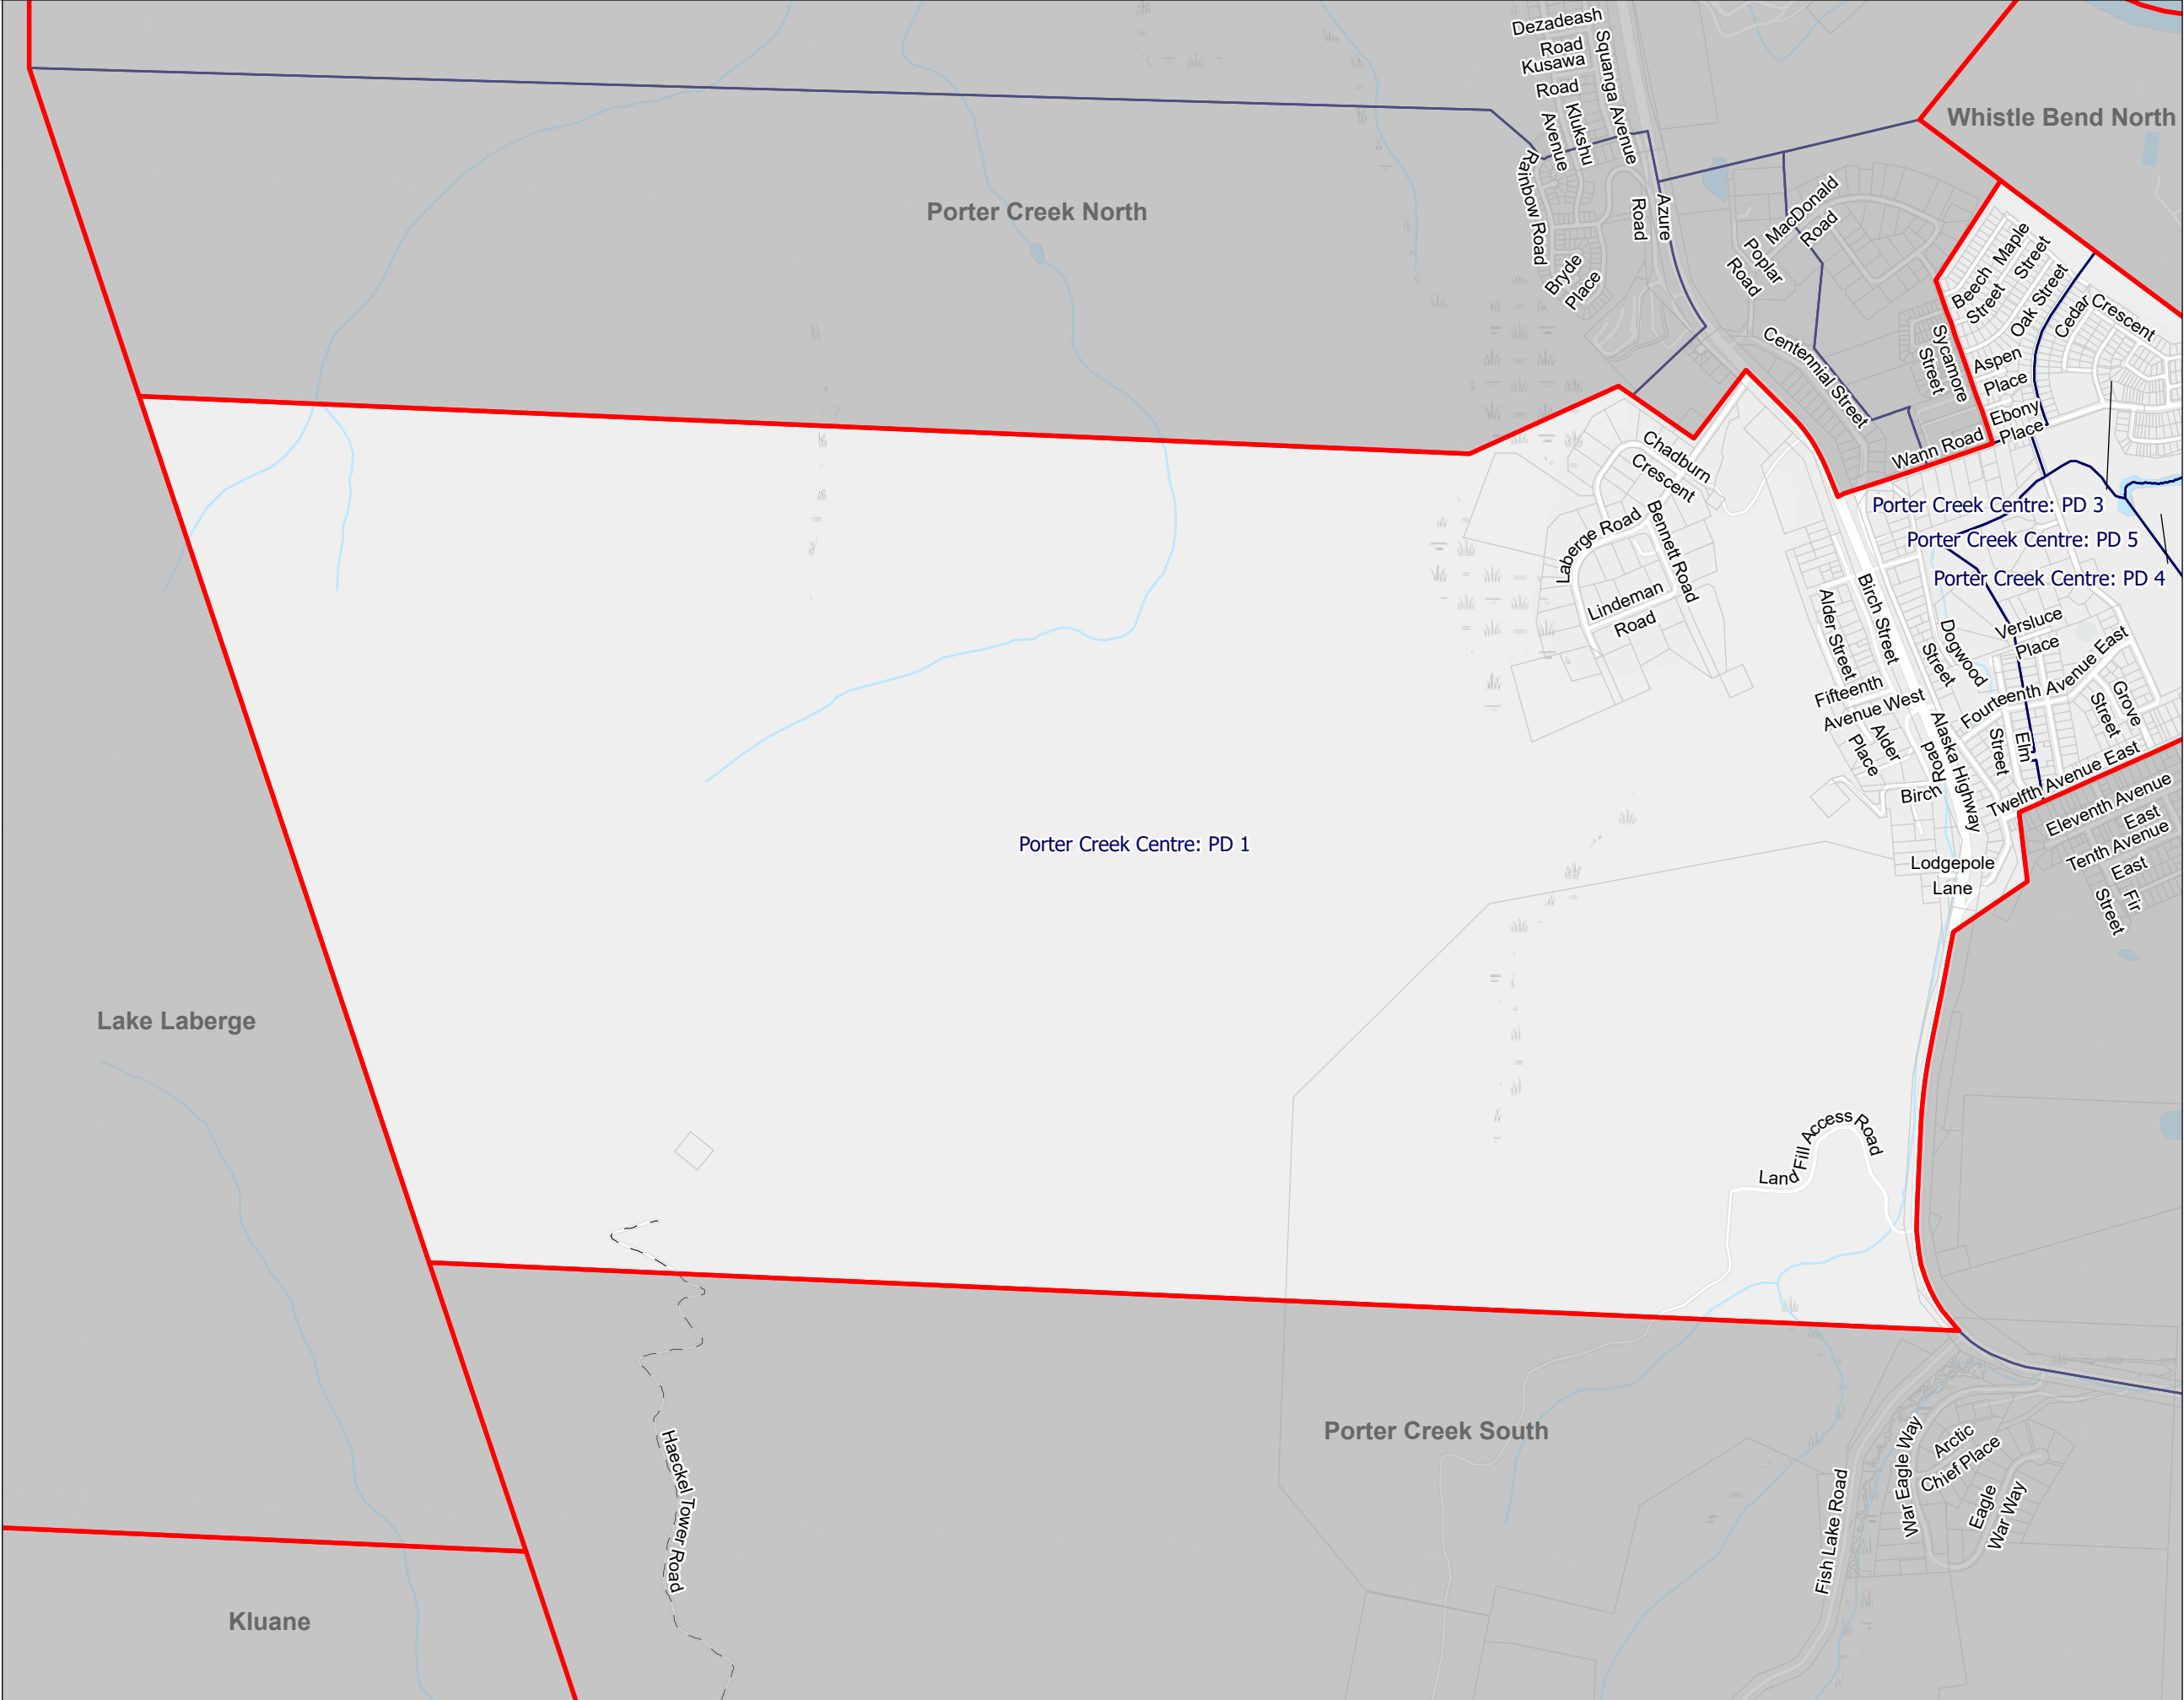 Dezadeash
Road
Kusawa
Road
Squanga Avenue
Klukshu
Avenue
Rainbow Road
Bryde
Place
Azure
Road
MacDonald
Road
Poplar
Road
Whistle Bend North
Porter Creek North
Maple
Street
Beech
Street
Oak Street
Cedar
Crescent
Sycamore
Street
Aspen
Place
Ebony
Place
Centennial Street
Wann Road
Chadburn
Crescent
Laberge Road
Bennett Road
Lindeman
Road
Porter Creek Centre: PD 3
Porter Creek Centre: PD 5
Porter Creek Centre: PD 4
Birch Street
Alder Street
Dogwood
Street
Versluce
Place
Fifteenth
Avenue West
Fourteenth Avenue East
Grove
Street
Alder
Place
Elm
Street
Alaska Highway
Birch
Road
Twelfth Avenue East
Eleventh Avenue
East
Tenth Avenue
East
Fir
Street
Lodgepole
Lane
Porter Creek Centre: PD 1
Lake Laberge
Land Fill Access Road
Porter Creek South
Haeckel Tower Road
Kluane
Fish Lake Road
War Eagle Way
Arctic
Chief Place
Eagle
War Way